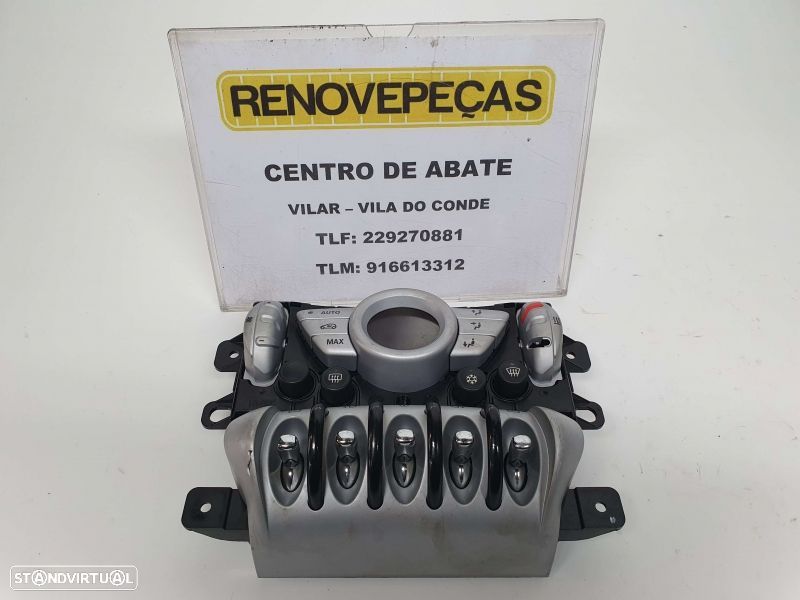 RENOVEPEÇAS
CENTRO DE ABATE
VILAR – VILA DO CONDE
TLF: 229270881
TLM: 916613312
AUTO
MAX
STANDVIRTUAL